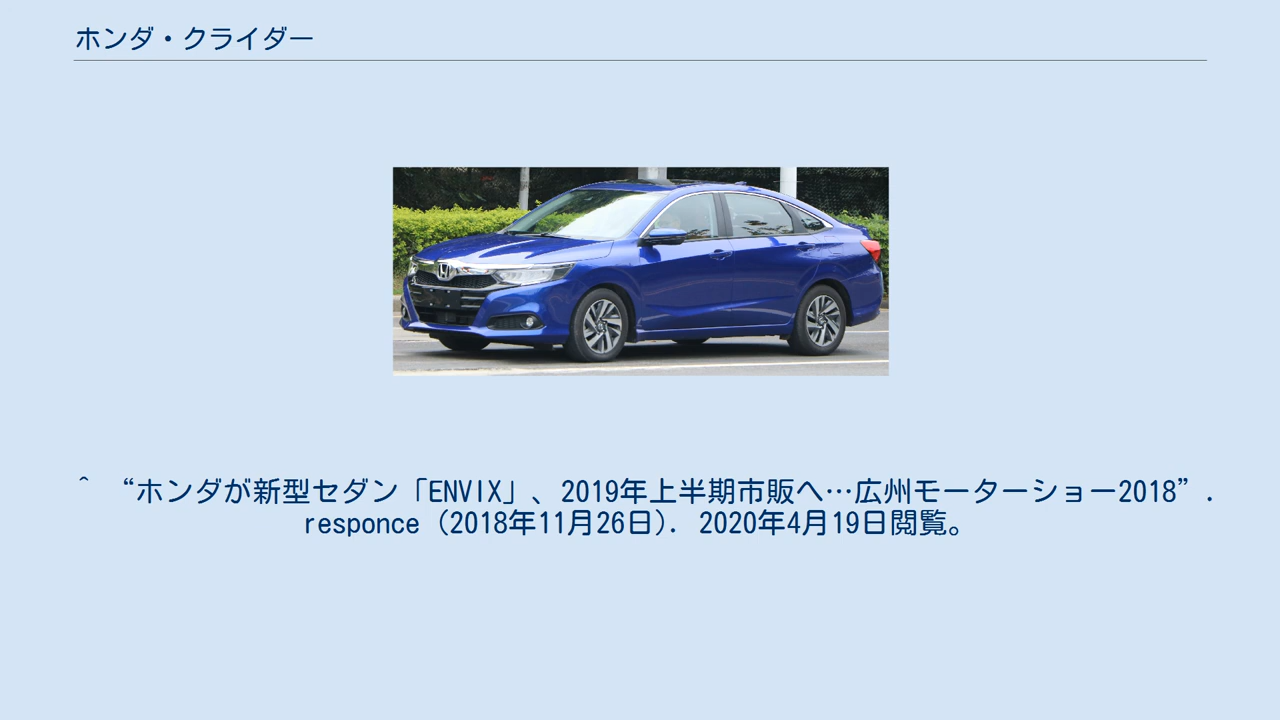 ホンダ・クライダー
^ “ホンダが新型セダン「ENVIX」、2019年上半期市販へ…広州モーターショー2018”.
responce (2018年11月26日). 2020年4月19日閲覧。